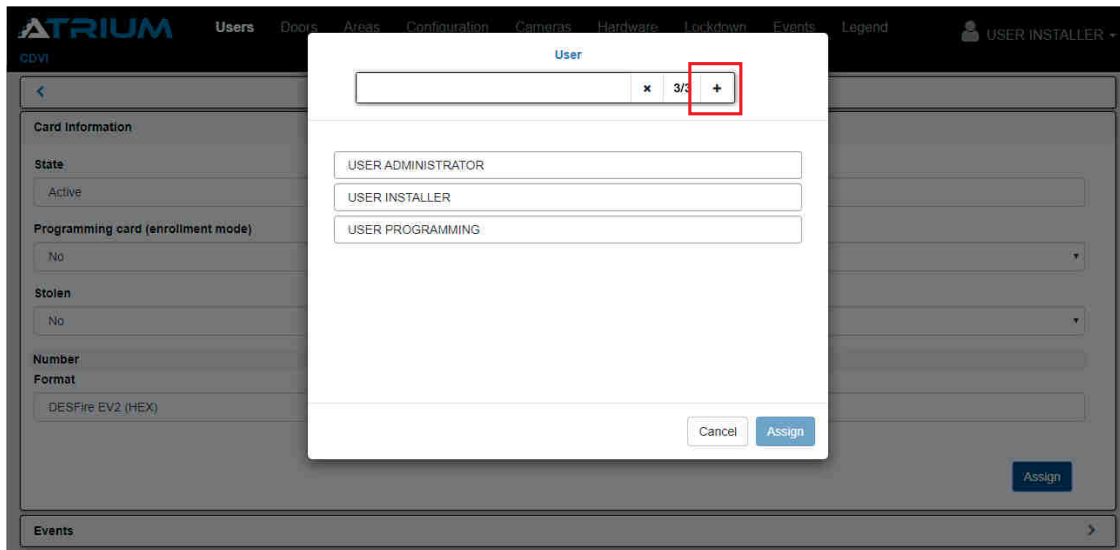 ATRIUM Users Doors Areas Configuration Cameras Hardware Lockdown Events Legend USER INSTALLER
CDVI
User
× 3/3 +
Card Information
State
Active
Programming card (enrollment mode)
No
Stolen
No
Number
Format
DESFire EV2 (HEX)
USER ADMINISTRATOR
USER INSTALLER
USER PROGRAMMING
Cancel Assign
Assign
Events